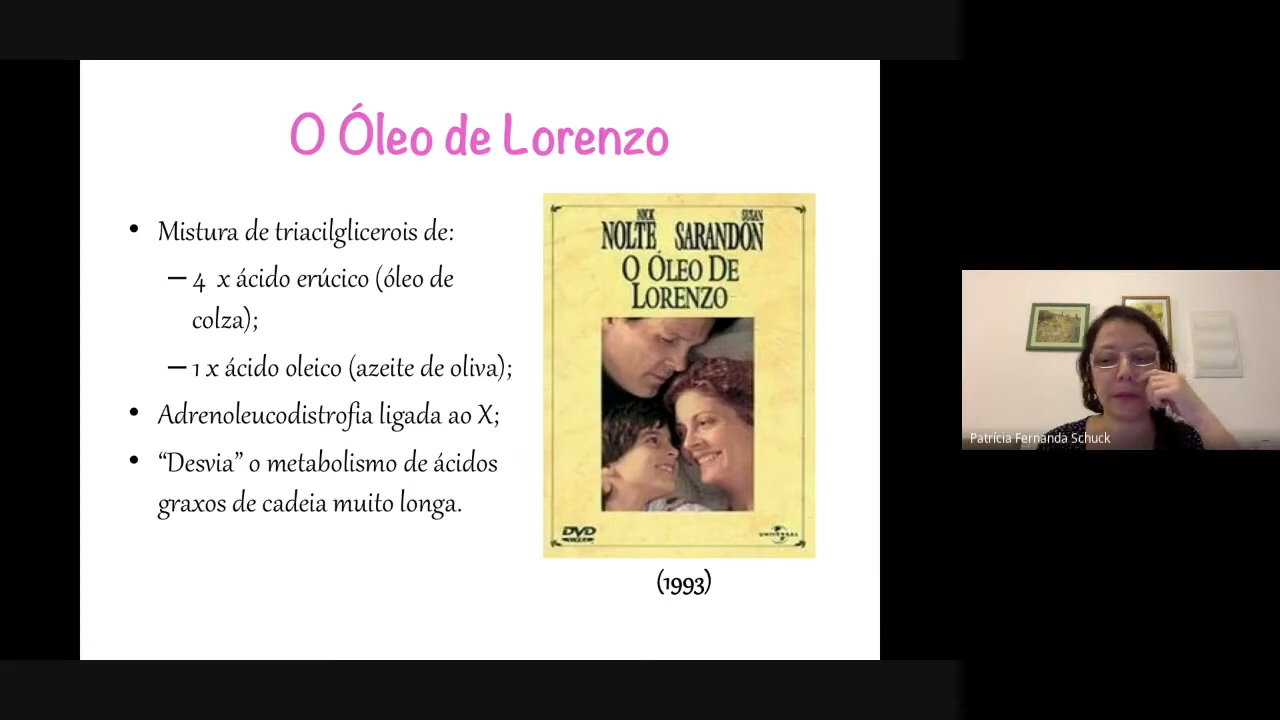 O Óleo de Lorenzo
• Mistura de triacilglicerois de:
– 4 x ácido erúcico (óleo de
colza);
– 1 x ácido oleico (azeite de oliva);
• Adrenoleucodistrofia ligada ao X;
• “Desvia” o metabolismo de ácidos
graxos de cadeia muito longa.
NICK SUSAN
NOLTE SARANDON
O ÓLEO DE
LORENZO
DVD
UNIVERSAL
(1993)
Patrícia Fernanda Schuck